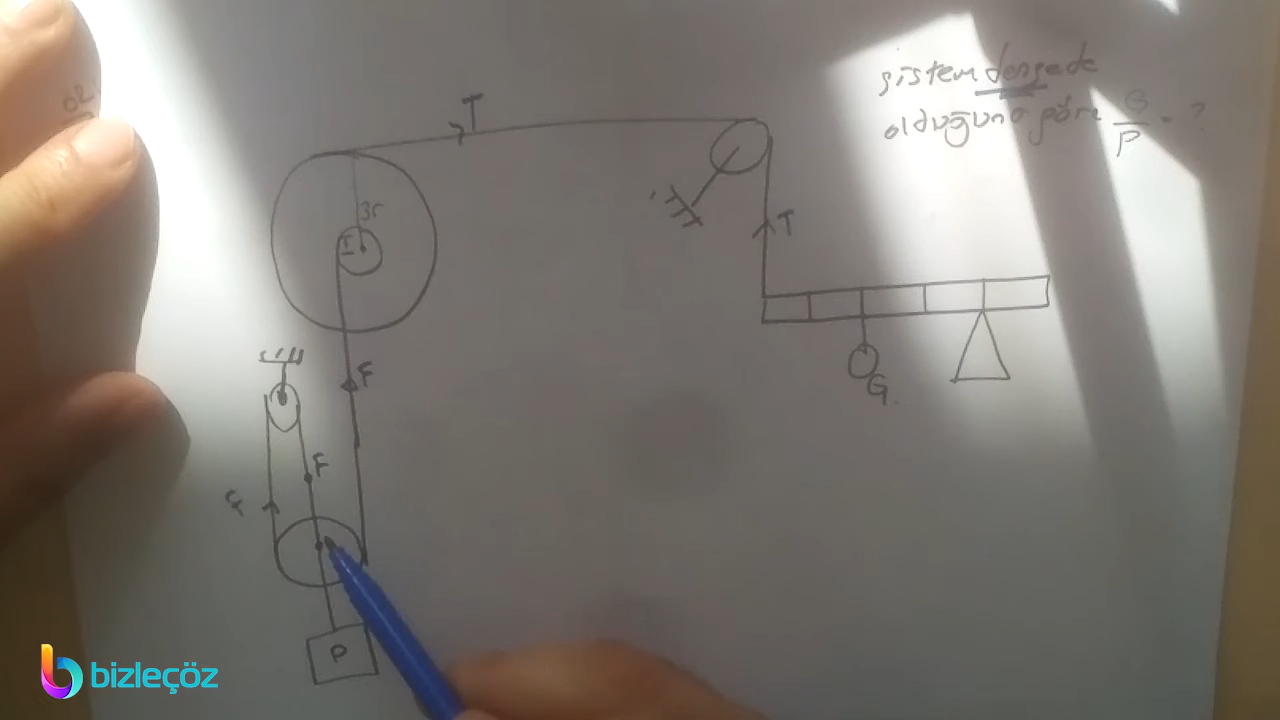 sistem dengede
olduğuna göre G/P = ?
T
3r
r
T
F
F
F
G
P
bizleçöz